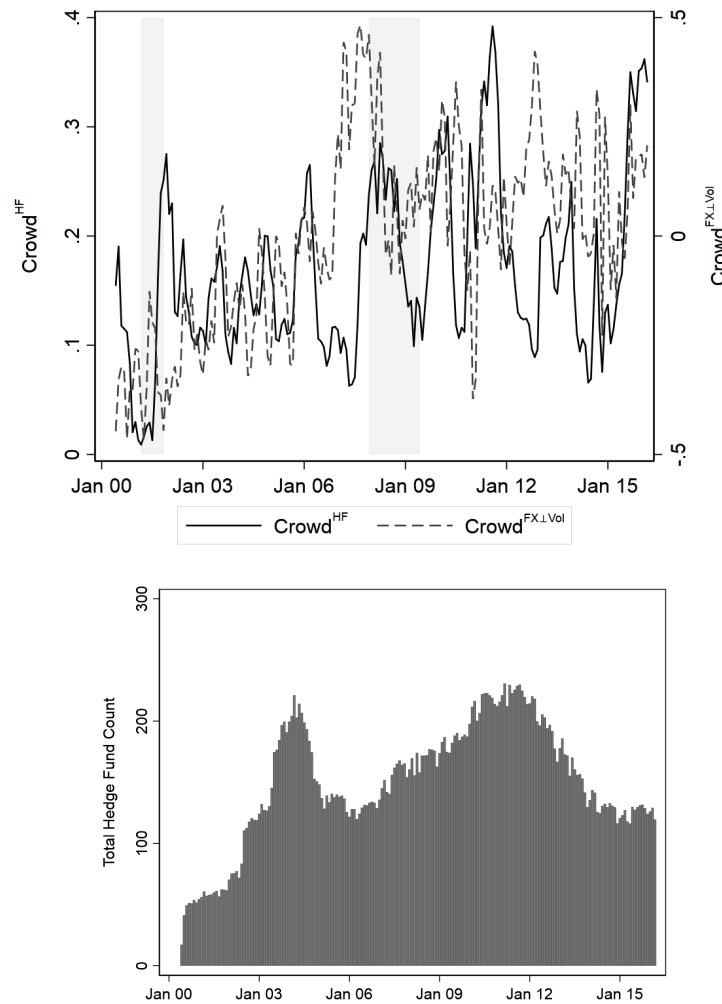 .4
.3
.2
.1
0
Crowd^HF
.5
0
-.5
Crowd^FX⊥Vol
Jan 00 Jan 03 Jan 06 Jan 09 Jan 12 Jan 15
Crowd^HF Crowd^FX⊥Vol
300
200
100
0
Total Hedge Fund Count
Jan 00 Jan 03 Jan 06 Jan 09 Jan 12 Jan 15